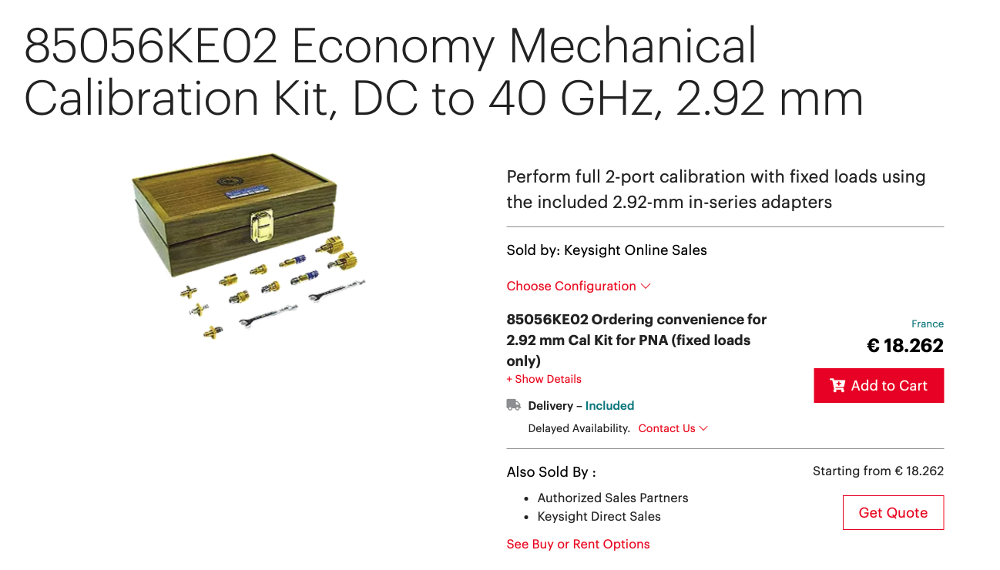 85056KE02 Economy Mechanical
Calibration Kit, DC to 40 GHz, 2.92 mm
Perform full 2-port calibration with fixed loads using
the included 2.92-mm in-series adapters
Sold by: Keysight Online Sales
Choose Configuration
85056KE02 Ordering convenience for
2.92 mm Cal Kit for PNA (fixed loads
only)
+ Show Details
France
€ 18.262
Add to Cart
Delivery – Included
Delayed Availability. Contact Us
Also Sold By :
Starting from € 18.262
• Authorized Sales Partners
• Keysight Direct Sales
Get Quote
See Buy or Rent Options